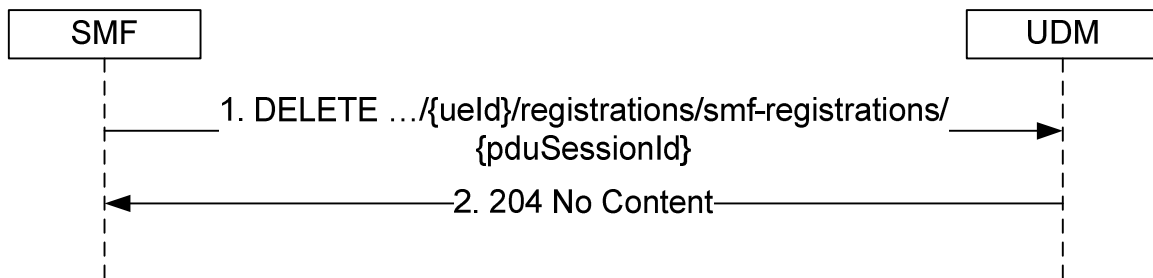 SMF
UDM
1. DELETE …/{ueId}/registrations/smf-registrations/
{pduSessionId}
2. 204 No Content